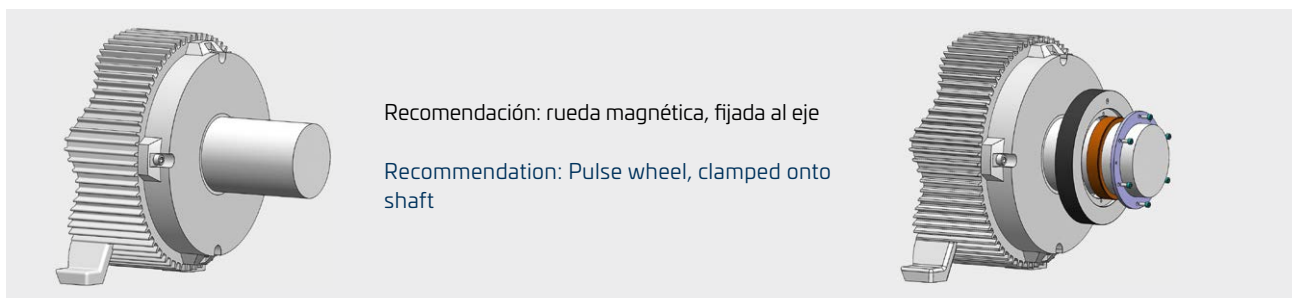 Recomendación: rueda magnética, fijada al eje
Recommendation: Pulse wheel, clamped onto
shaft